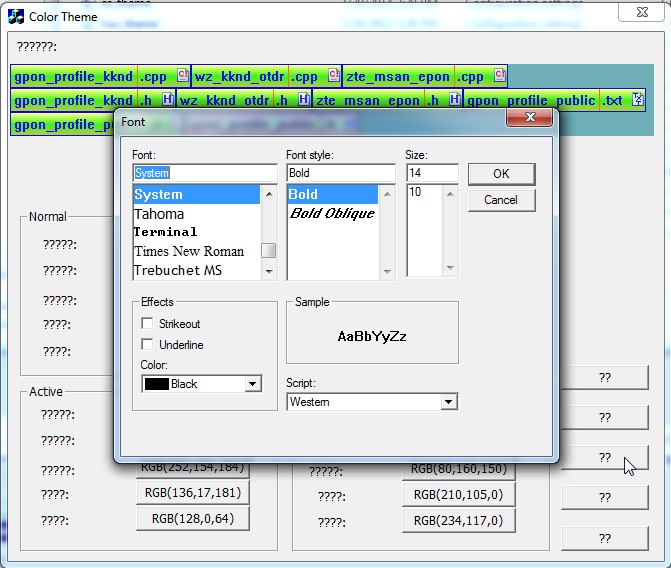 Color Theme
??????:
gpon_profile_kknd .cpp wz_kknd_otdr .cpp zte_msan_epon .cpp
gpon_profile_kknd .h wz_kknd_otdr .h zte_msan_epon .h gpon_profile_public .txt
Font
Font: Font style: Size:
System Bold 14 OK
System Bold 10 Cancel
Tahoma Bold Oblique
Terminal
Times New Roman
Trebuchet MS
Effects Sample
Strikeout
Underline
AaBbYyZz
Color:
Black
Script:
Western
Normal
?????:
?????:
?????:
????:
????:
Active
?????:
?????:
?????: RGB(252,154,184) ?????: RGB(80,160,150)
????: RGB(136,17,181) ????: RGB(210,105,0)
????: RGB(128,0,64) ????: RGB(234,117,0)
??
??
??
??
??